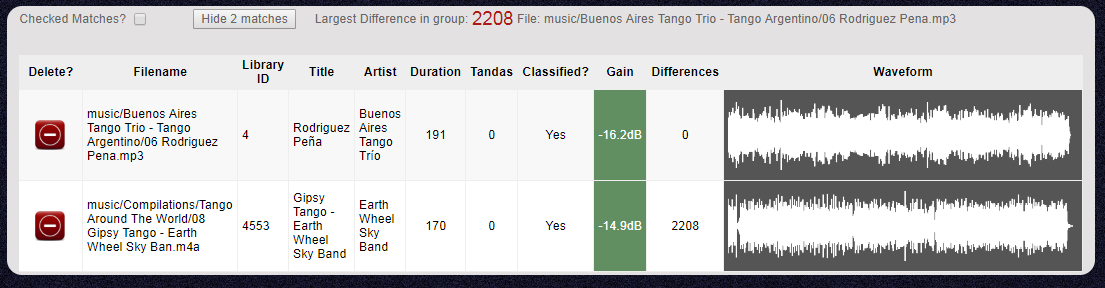 Checked Matches? Hide 2 matches Largest Difference in group: 2208 File: music/Buenos Aires Tango Trio - Tango Argentino/06 Rodriguez Pena.mp3
Delete? Filename Library ID Title Artist Duration Tandas Classified? Gain Differences Waveform
music/Buenos Aires
Tango Trio - Tango
Argentino/06 Rodriguez
Pena.mp3
4
Rodriguez
Peña
Buenos
Aires
Tango
Trío
191
0
Yes
-16.2dB
0
music/Compilations/Tango
Around The World/08
Gipsy Tango - Earth
Wheel Sky Ban.m4a
4553
Gipsy
Tango -
Earth
Wheel
Sky Band
Earth
Wheel
Sky
Band
170
0
Yes
-14.9dB
2208